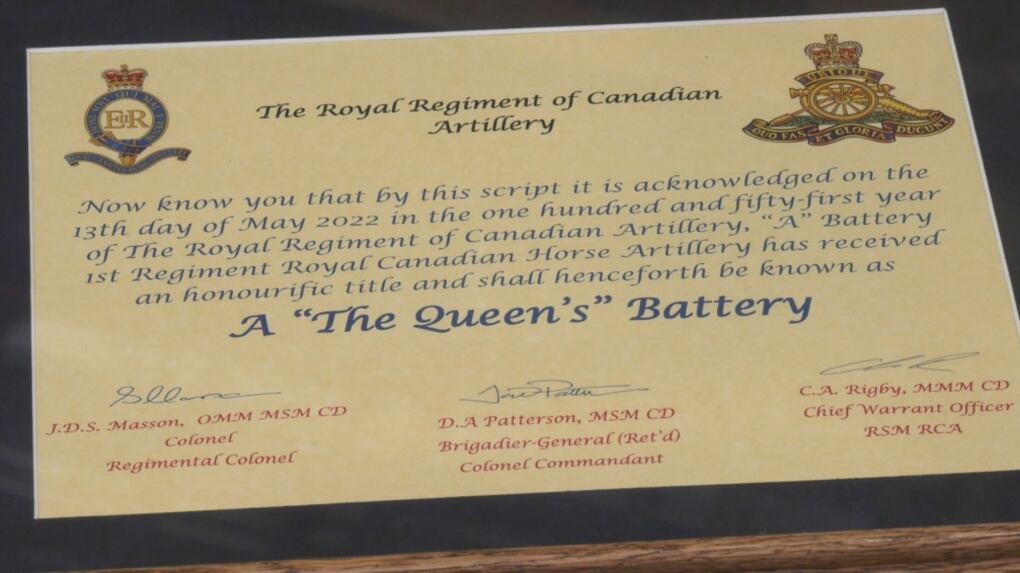 The Royal Regiment of Canadian
Artillery
EIIR
UBIQUE
QUO FAS ET GLORIA DUCUNT
Now know you that by this script it is acknowledged on the
13th day of May 2022 in the one hundred and fifty-first year
of The Royal Regiment of Canadian Artillery, "A" Battery
1st Regiment Royal Canadian Horse Artillery has received
an honourific title and shall henceforth be known as
A "The Queen's" Battery
J.D.S. Masson, OMM MSM CD
Colonel
Regimental Colonel
D.A Patterson, MSM CD
Brigadier-General (Ret'd)
Colonel Commandant
C.A. Rigby, MMM CD
Chief Warrant Officer
RSM RCA